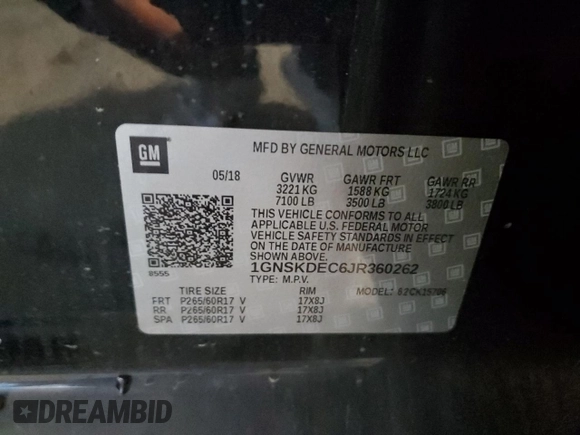 GM
MFD BY GENERAL MOTORS LLC
05/18 GVWR GAWR FRT GAWR RR
3221 KG 1588 KG 1724 KG
7100 LB 3500 LB 3800 LB
THIS VEHICLE CONFORMS TO ALL
APPLICABLE U.S. FEDERAL MOTOR
VEHICLE SAFETY STANDARDS IN
EFFECT ON THE DATE OF MANUFACTURE
SHOWN ABOVE.
8555
1GNSKDEC6JR360262
TYPE: M.P.V. MODEL:
TIRE SIZE RIM
FRT P265/60R17 V 17X8J
RR P265/60R17 V 17X8J
SPA P265/60R17 V 17X8J
DREAMBID